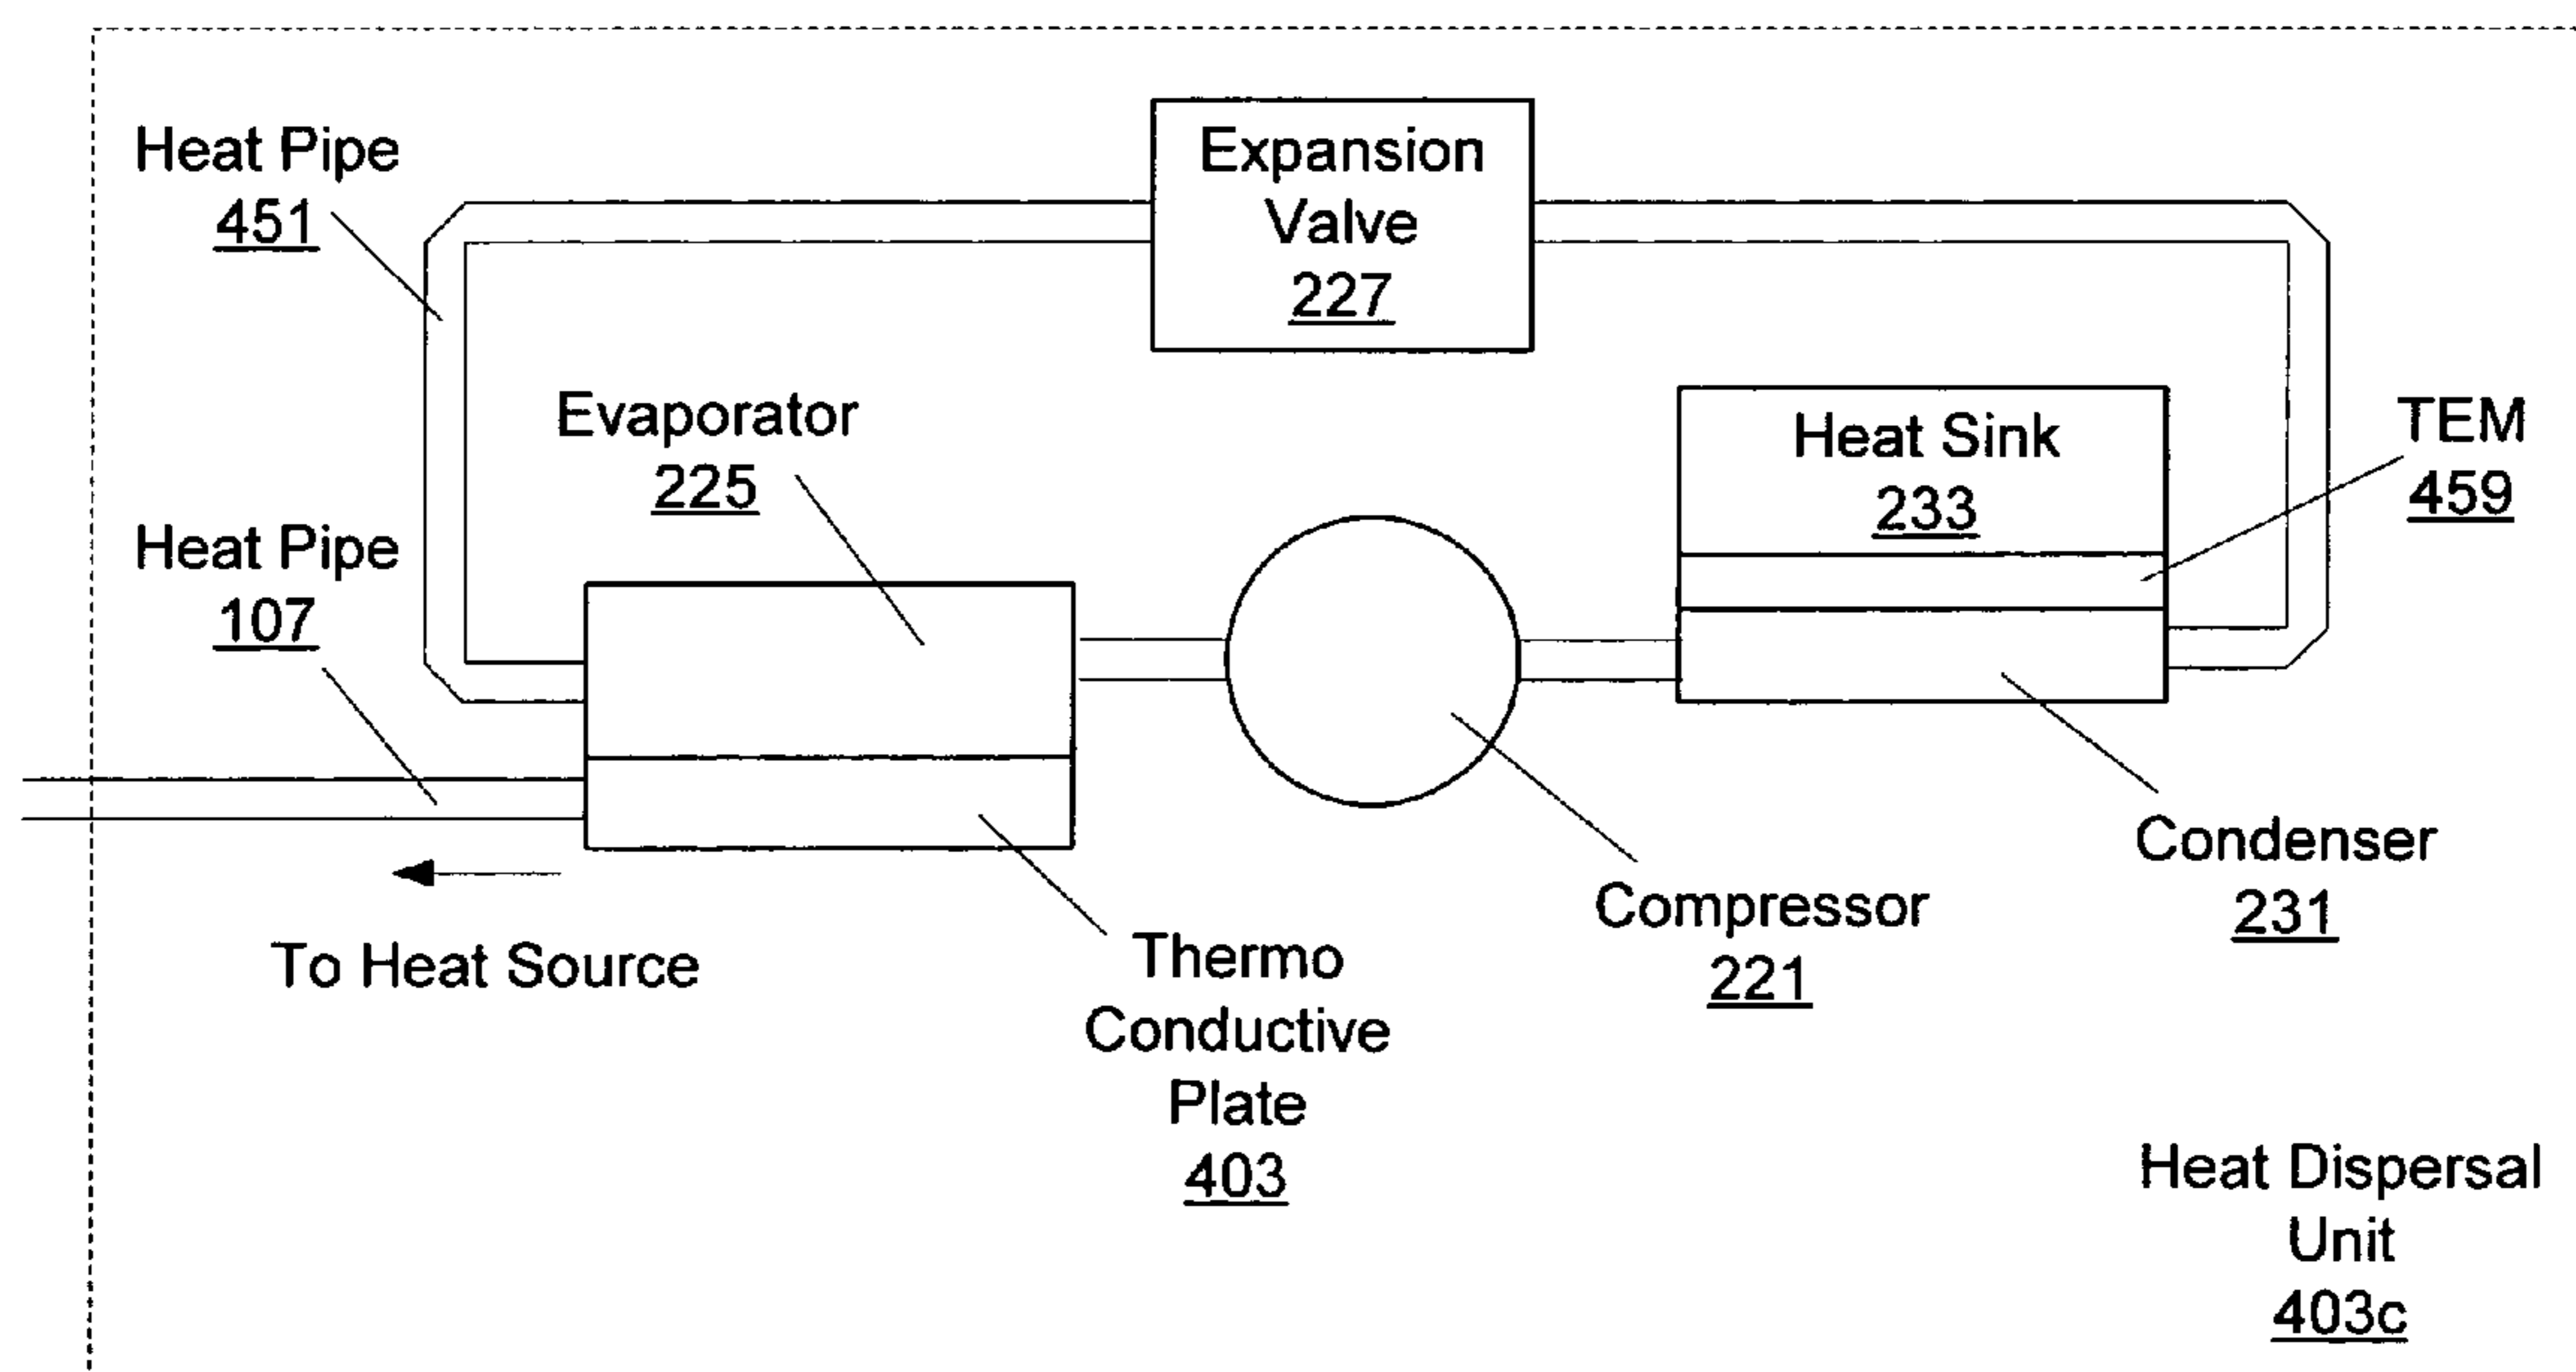 Heat Pipe
451
Expansion
Valve
227
Evaporator
225
Heat Sink
233
TEM
459
Heat Pipe
107
Condenser
231
Compressor
221
To Heat Source
Thermo
Conductive
Plate
403
Heat Dispersal
Unit
403c